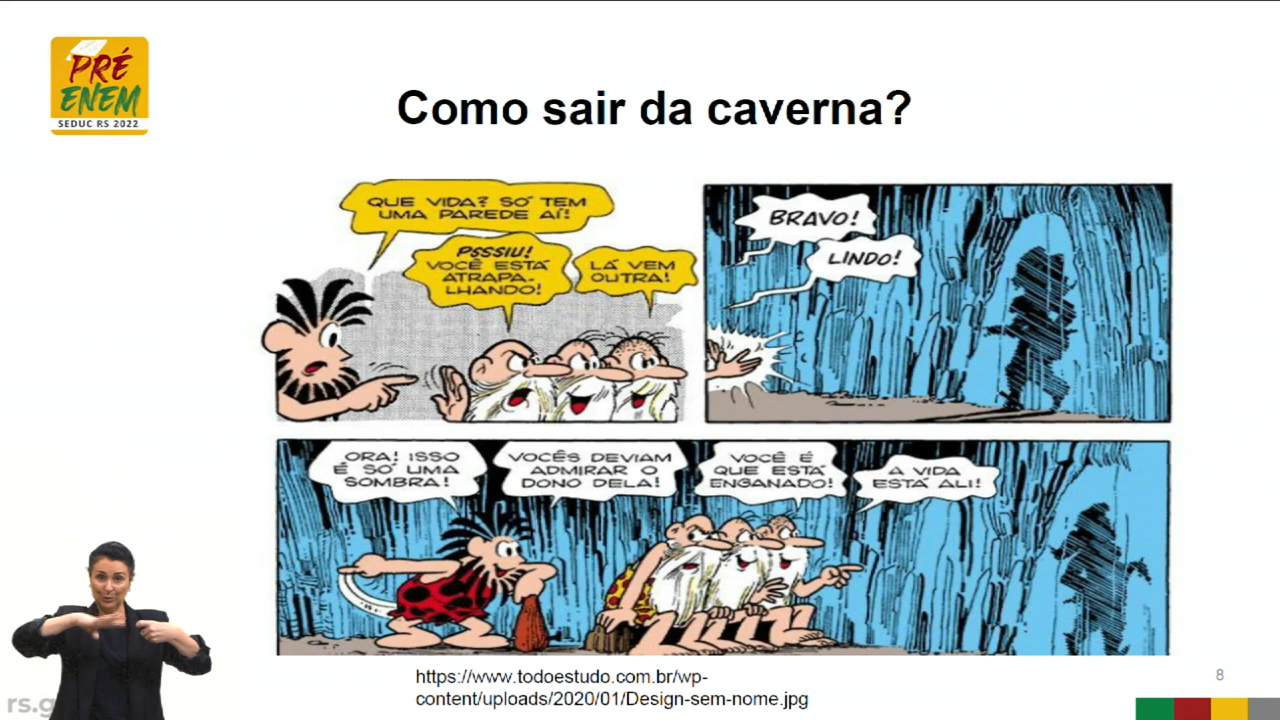 PRÉ
ENEM
SEDUC RS 2022
Como sair da caverna?
QUE VIDA? SÓ TEM
UMA PAREDE AÍ!
PSSSIU!
VOCÊ ESTÁ
ATRAPA-
LHANDO!
LÁ VEM
OUTRA!
BRAVO!
LINDO!
ORA! ISSO
É SÓ UMA
SOMBRA!
VOCÊS DEVIAM
ADMIRAR O
DONO DELA!
VOCÊ É
QUE ESTÁ
ENGANADO!
A VIDA
ESTÁ ALI!
https://www.todoestudo.com.br/wp-
content/uploads/2020/01/Design-sem-nome.jpg
8
rs.g